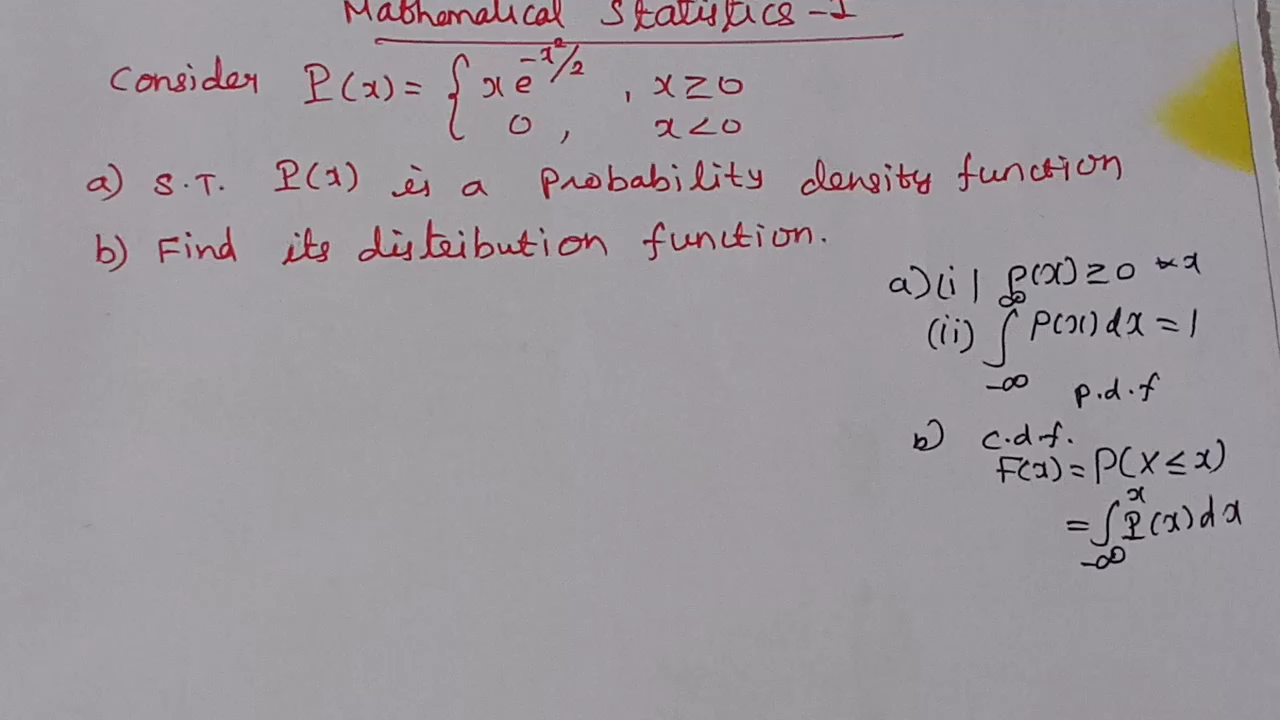 Mathematical Statistics - I
Consider P(x) = { x e^{-x²/2} , x ≥ 0
0 , x < 0
a) S.T. P(x) is a Probability density function
b) Find its distribution function.
a) (i) P(x) ≥ 0 ∀ x
(ii) ∫_{-∞}^{∞} P(x) dx = 1
p.d.f
b) c.d.f.
F(x) = P(X ≤ x)
= ∫_{-∞}^{x} P(x) dx